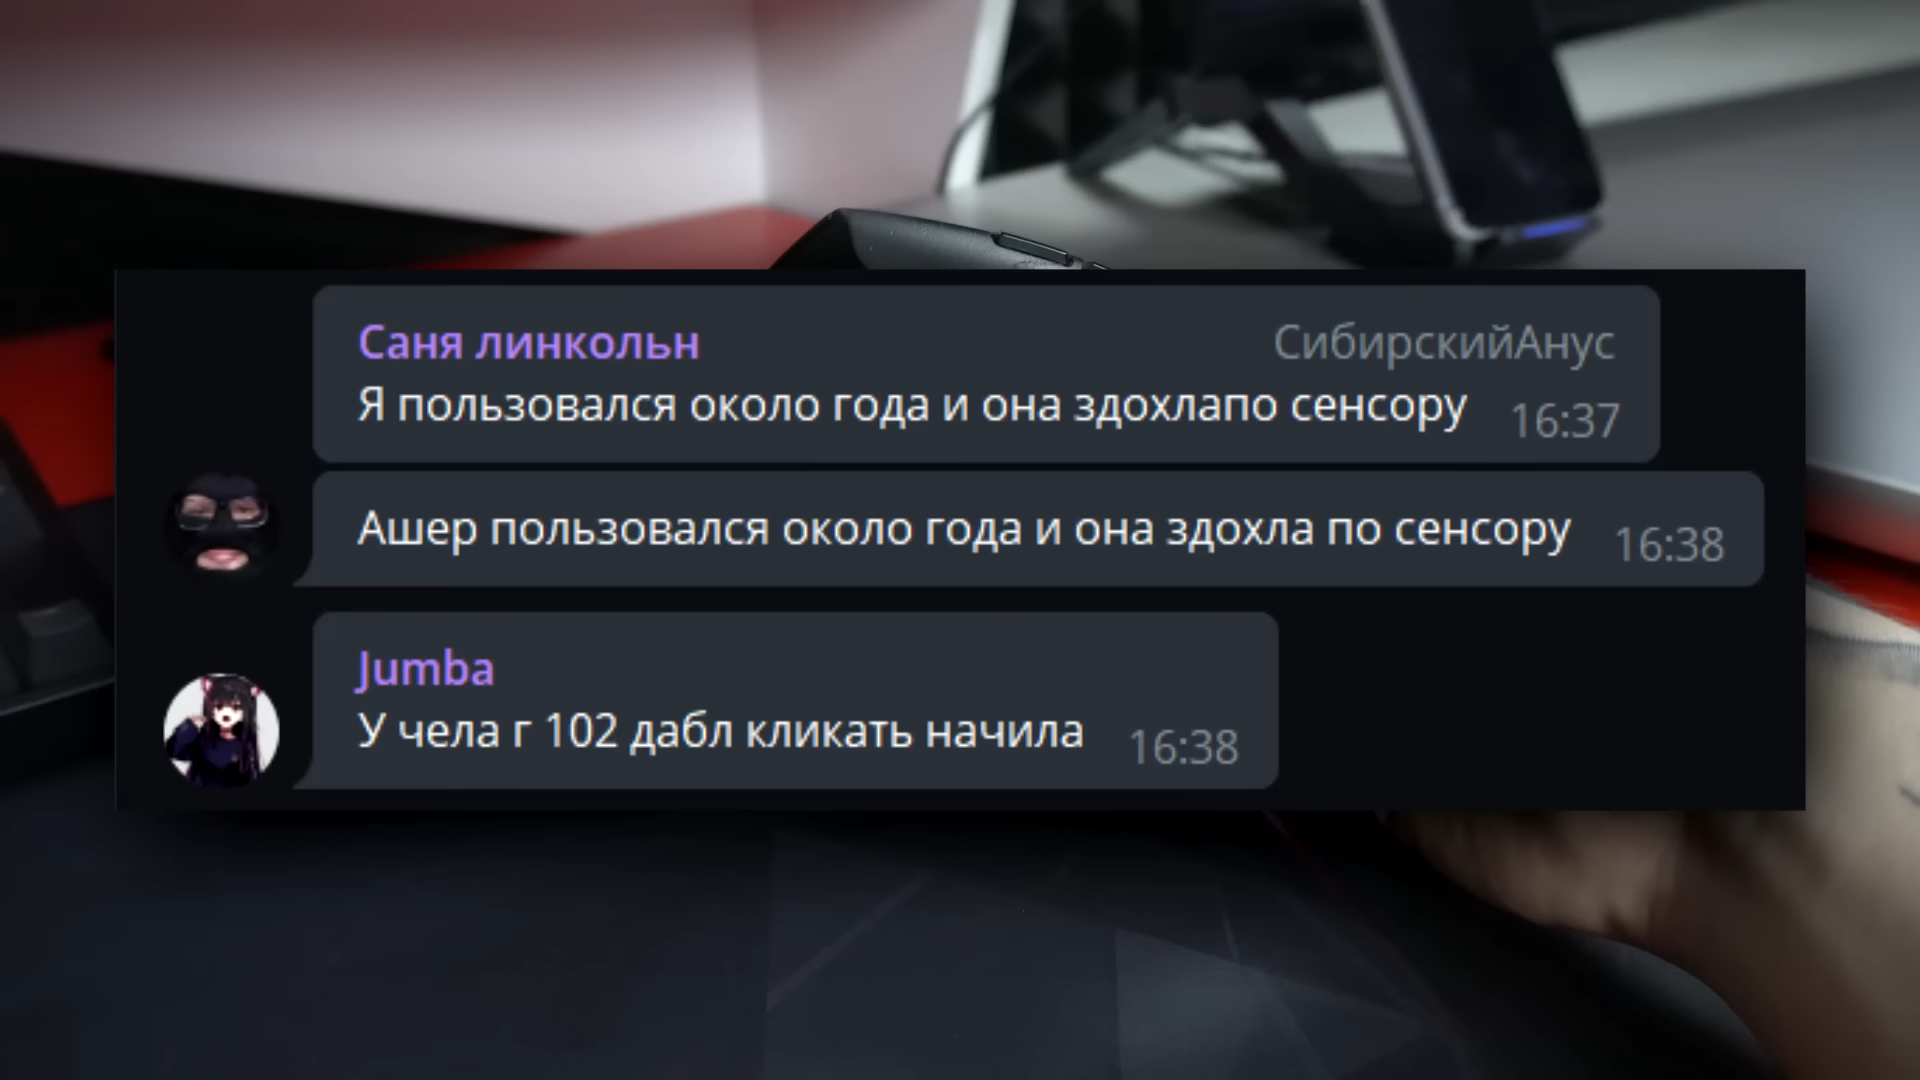 Саня линкольн СибирскийАнус
Я пользовался около года и она здохлапо сенсору 16:37
Ашер пользовался около года и она здохла по сенсору 16:38
Jumba
У чела г 102 дабл кликать начила 16:38